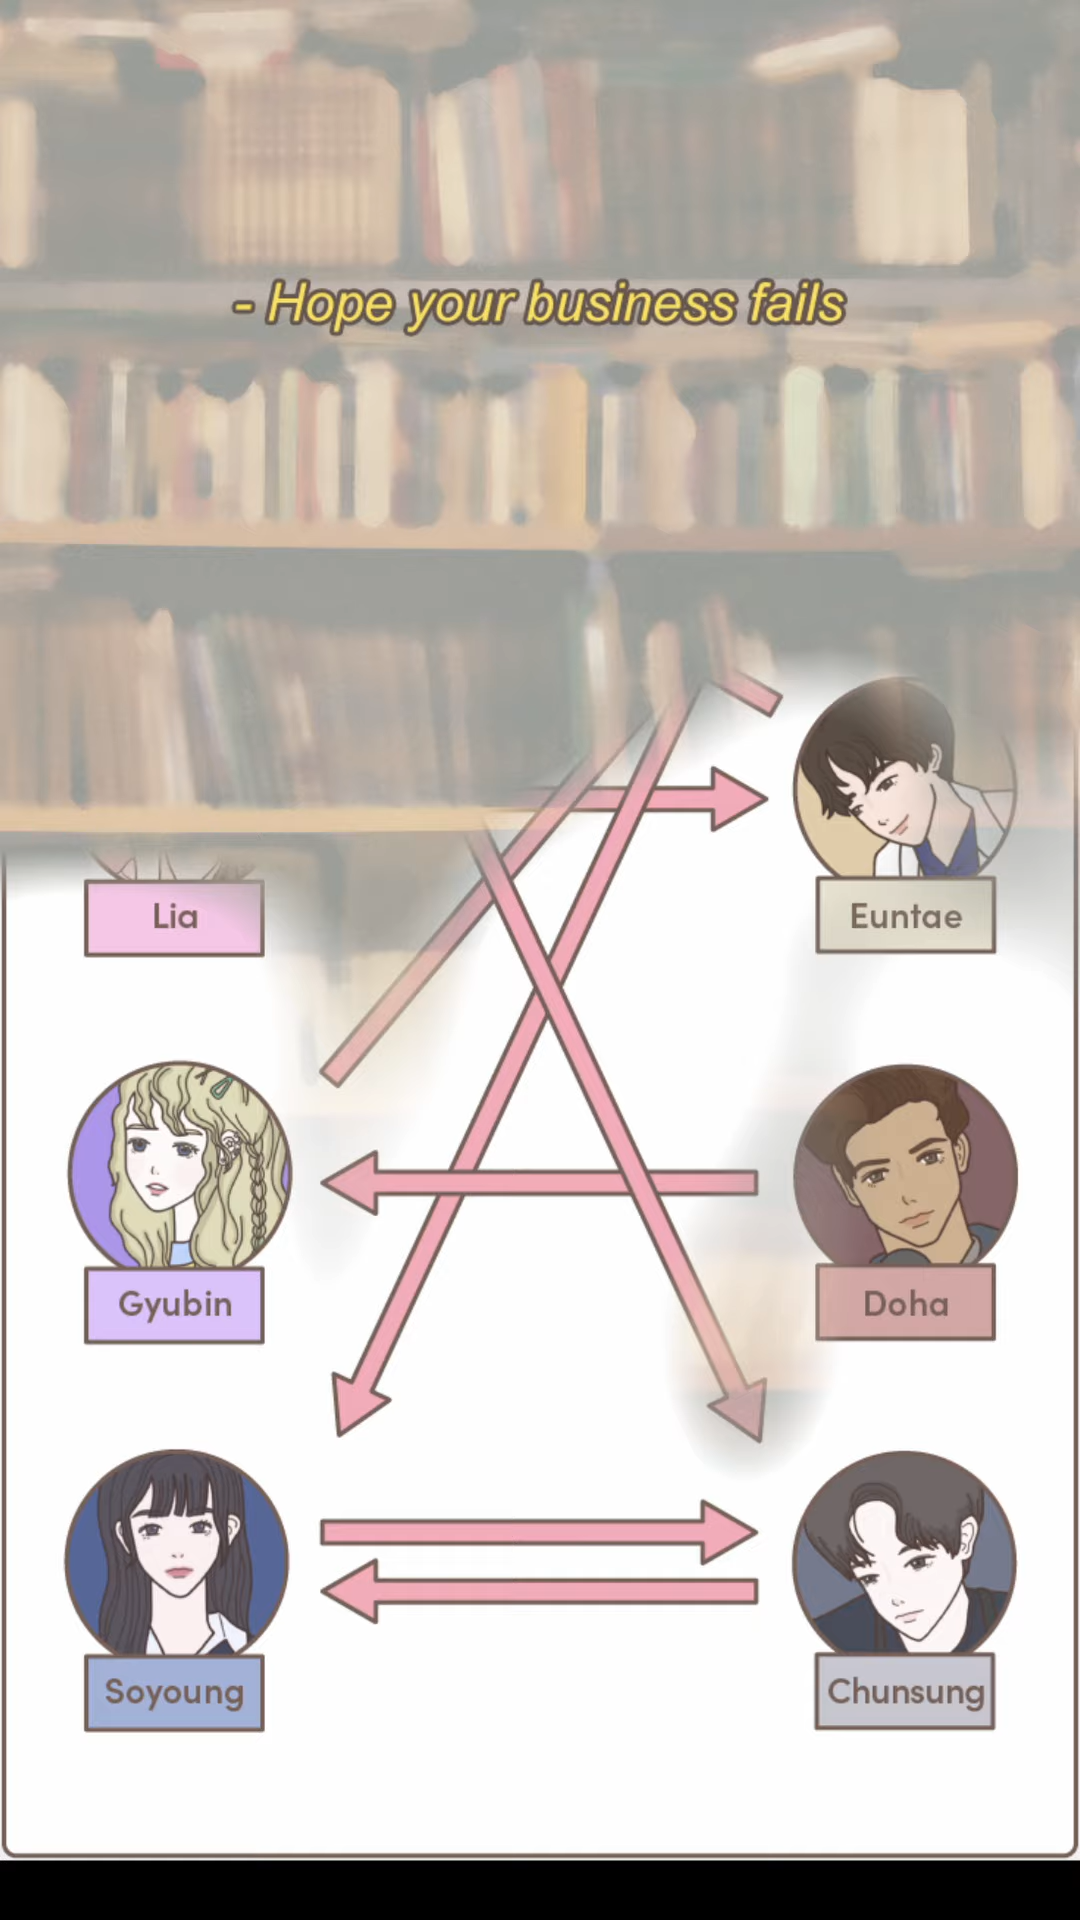 - Hope your business fails
Lia
Euntae
Gyubin
Doha
Soyoung
Chunsung